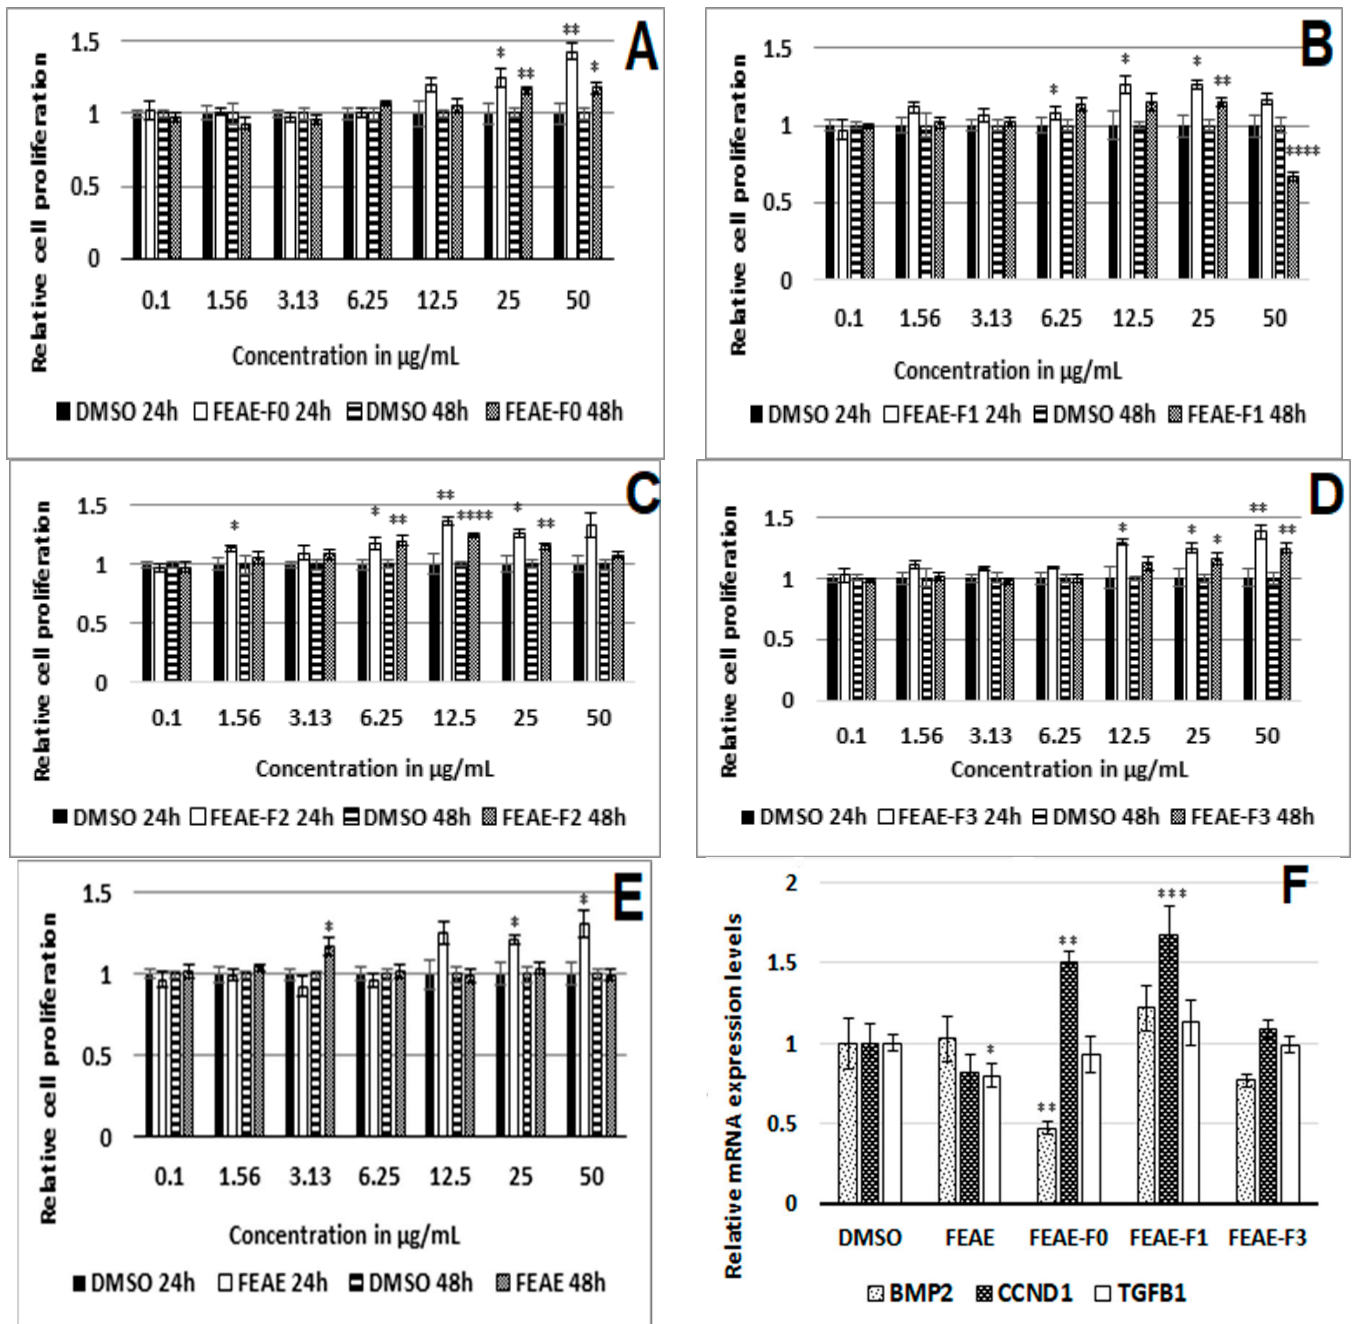 A
Relative cell proliferation
1.5
‡ ‡‡ ‡‡ ‡
1
0.5
0
0.1 1.56 3.13 6.25 12.5 25 50
Concentration in µg/mL
DMSO 24h FEAE-F0 24h DMSO 48h FEAE-F0 48h
B
Relative cell proliferation
1.5
‡ ‡ ‡ ‡‡ ‡‡‡‡
1
0.5
0
0.1 1.56 3.13 6.25 12.5 25 50
Concentration in µg/mL
DMSO 24h FEAE-F1 24h DMSO 48h FEAE-F1 48h
C
Relative cell proliferation
1.5
‡ ‡ ‡‡ ‡‡ ‡‡‡‡ ‡ ‡‡
1
0.5
0
0.1 1.56 3.13 6.25 12.5 25 50
Concentration in µg/mL
DMSO 24h FEAE-F2 24h DMSO 48h FEAE-F2 48h
D
Relative cell proliferation
1.5
‡ ‡ ‡ ‡‡ ‡‡
1
0.5
0
0.1 1.56 3.13 6.25 12.5 25 50
Concentration in µg/mL
DMSO 24h FEAE-F3 24h DMSO 48h FEAE-F3 48h
E
Relative cell proliferation
1.5
‡ ‡ ‡
1
0.5
0
0.1 1.56 3.13 6.25 12.5 25 50
Concentration in µg/mL
DMSO 24h FEAE 24h DMSO 48h FEAE 48h
F
Relative mRNA expression levels
2
‡ ‡‡ ‡‡ ‡‡‡
1.5
1
0.5
0
DMSO FEAE FEAE-F0 FEAE-F1 FEAE-F3
BMP2 CCND1 TGFB1